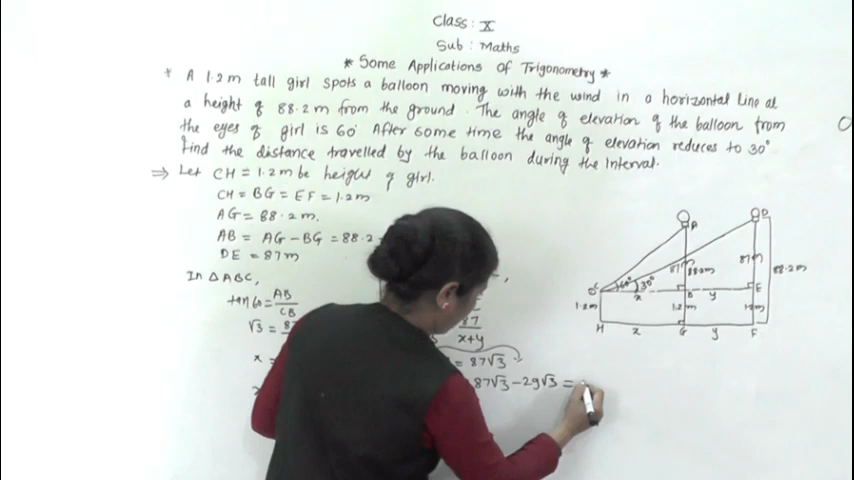 Class : X
Sub : Maths
* Some Applications Of Trigonometry *
* A 1.2 m tall girl spots a balloon moving with the wind in a horizontal line at
a height of 88.2 m from the ground. The angle of elevation of the balloon from
the eyes of girl is 60° After some time the angle of elevation reduces to 30°
Find the distance travelled by the balloon during the interval.
⇒ Let CH = 1.2 m be height of girl.
CH = BG = EF = 1.2 m
AG = 88.2 m.
AB = AG – BG = 88.2
DE = 87 m
In △ABC,
tan 60 = AB/CB
√3 =
x =
87/x+y
= 87√3
87√3 – 29√3 =
A
D
C
60°
30°
87m
88.2m
87m
88.2m
x
B
y
E
1.2m
1.2m
H
x
G
y
F